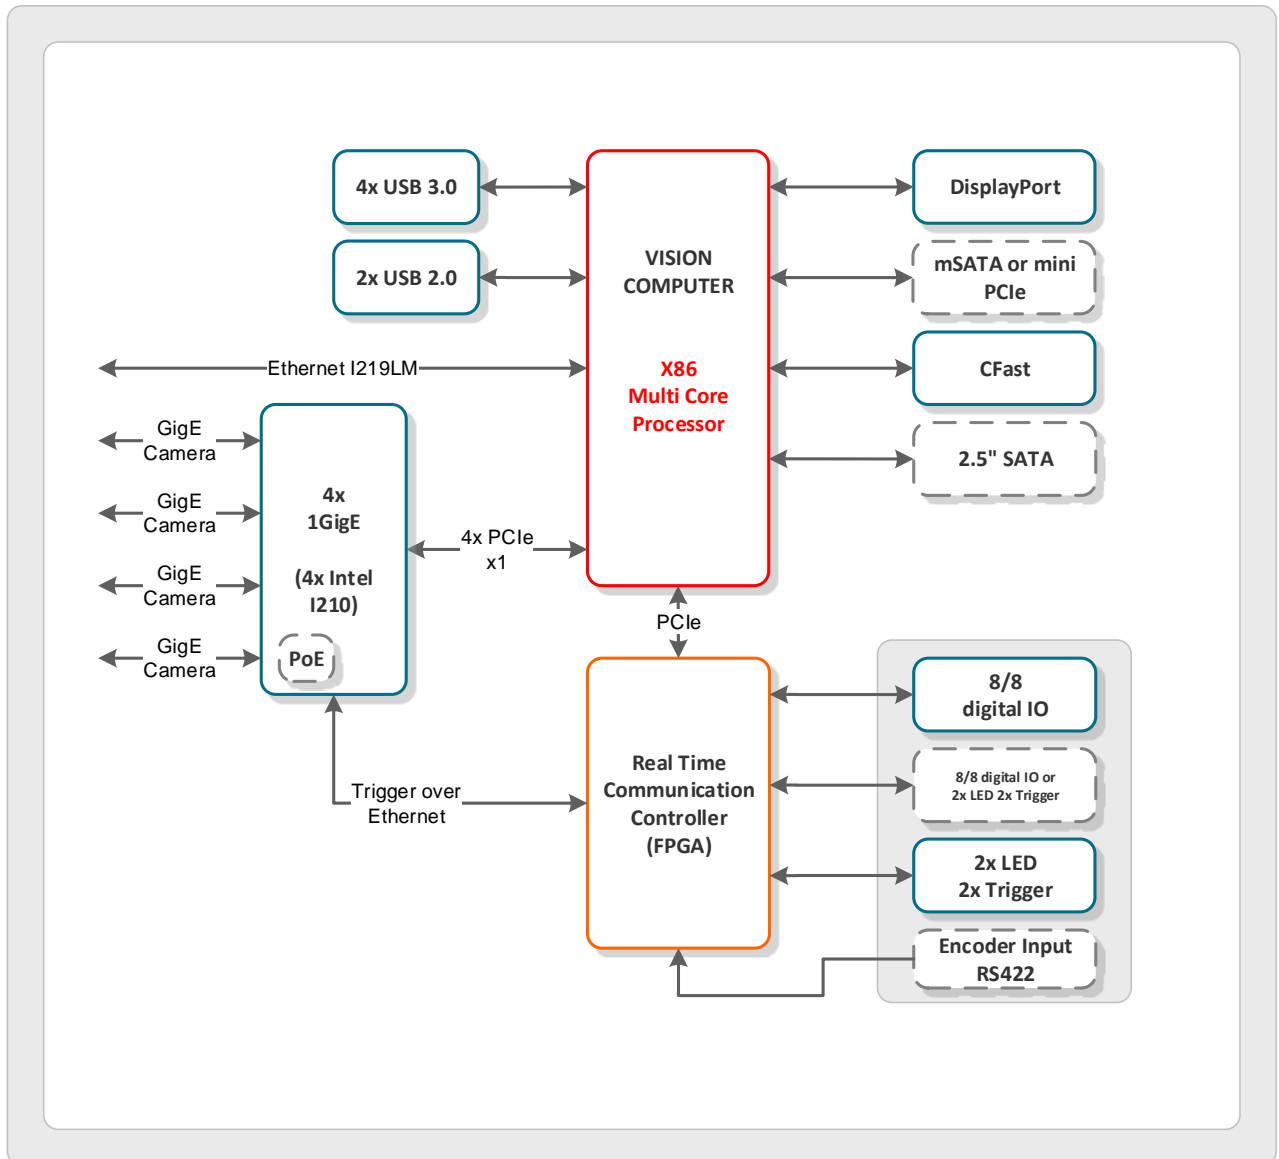 4x USB 3.0
2x USB 2.0
Ethernet I219LM
GigE
Camera
GigE
Camera
GigE
Camera
GigE
Camera
4x
1GigE
(4x Intel
I210)
PoE
4x PCIe
x1
VISION
COMPUTER
X86
Multi Core
Processor
DisplayPort
mSATA or mini
PCIe
CFast
2.5" SATA
PCIe
Trigger over
Ethernet
Real Time
Communication
Controller
(FPGA)
8/8
digital IO
8/8 digital IO or
2x LED 2x Trigger
2x LED
2x Trigger
Encoder Input
RS422